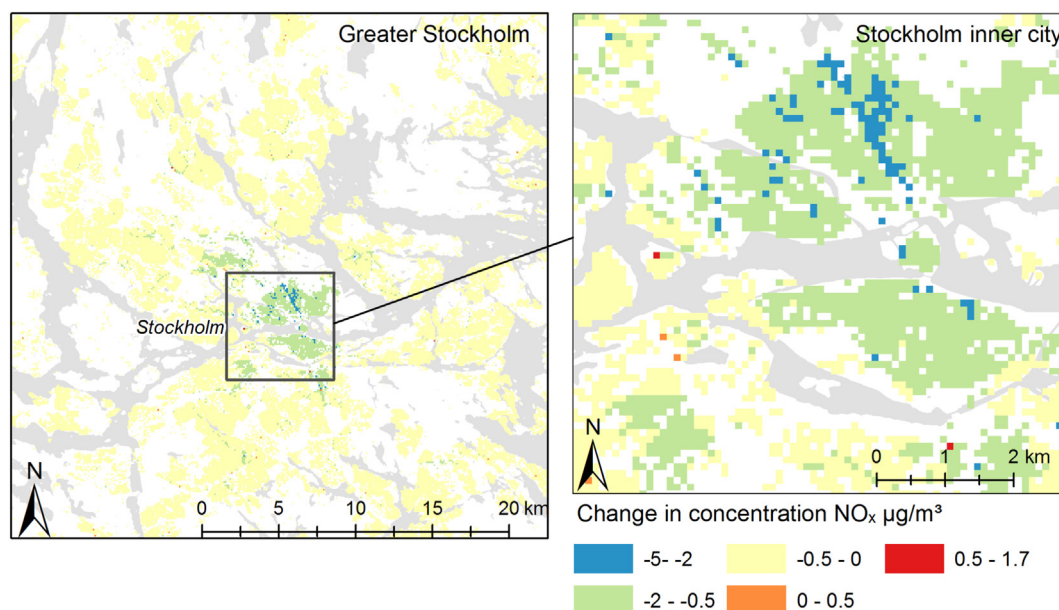 Greater Stockholm
Stockholm
N
0 5 10 15 20 km
Stockholm inner city
N
0 1 2 km
Change in concentration NOₓ µg/m³
-5- -2
-0.5 - 0
0.5 - 1.7
-2 - -0.5
0 - 0.5